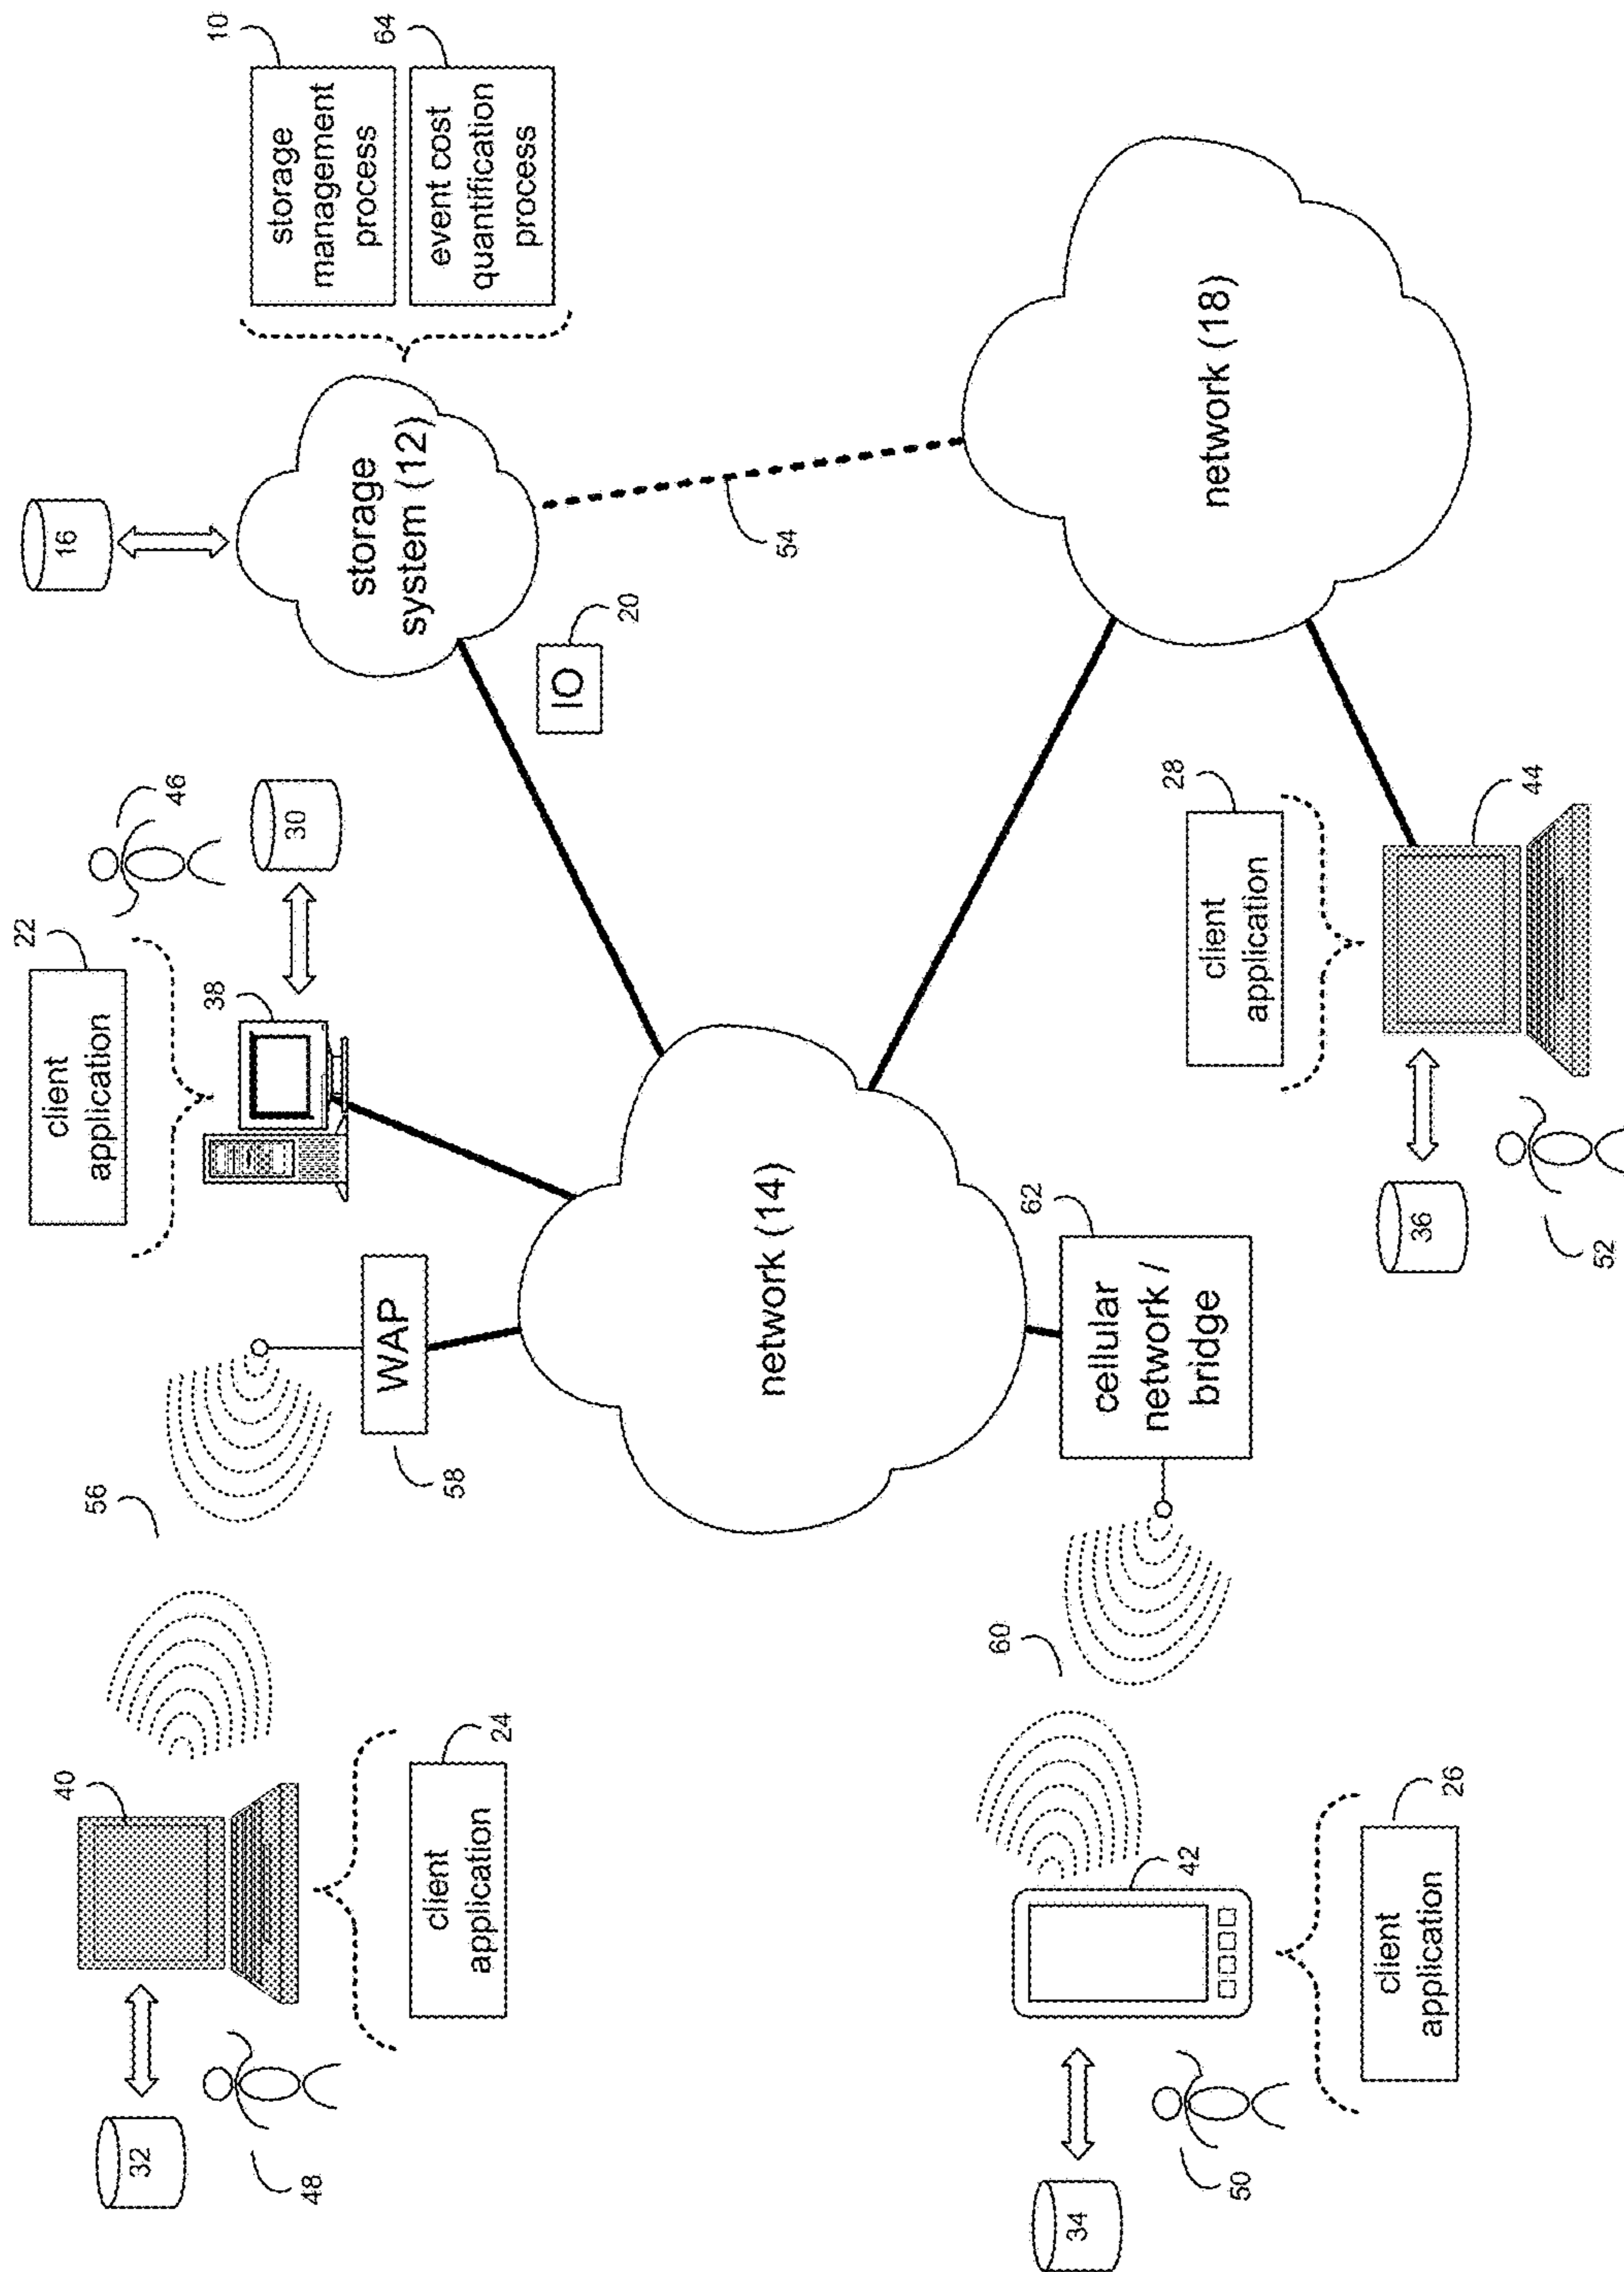 32
48
40
client
application
24
56
WAP
58
client
application
22
38
46
30
16
storage
system (12)
storage
management
process
10
event cost
quantification
process
64
IO
20
54
network (14)
network (18)
34
50
42
client
application
26
60
cellular
network /
bridge
62
36
52
client
application
28
44